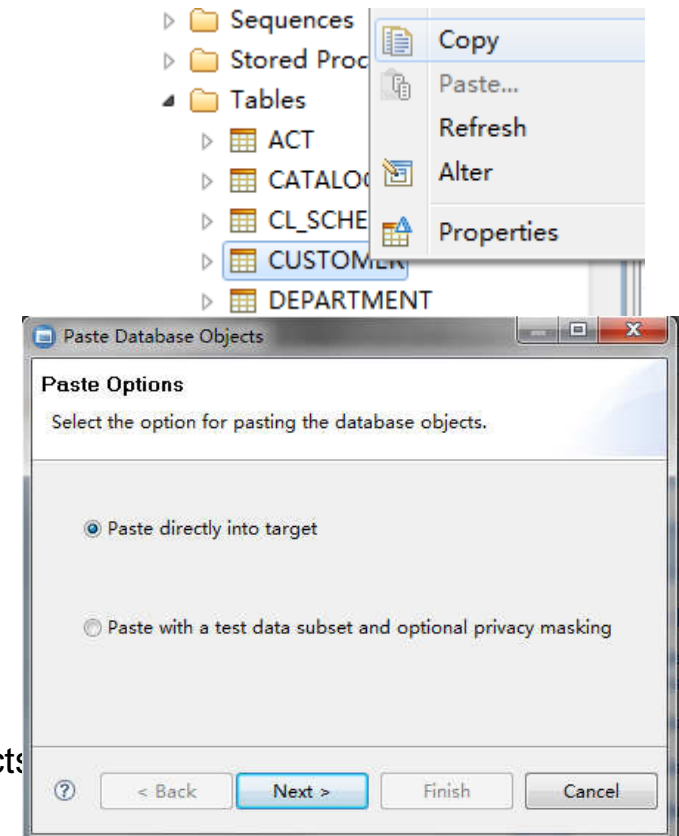 Sequences
Copy
Stored Proc
Paste...
Tables
Refresh
ACT
Alter
CATALOG
CL_SCHE
Properties
CUSTOMER
DEPARTMENT
Paste Database Objects
Paste Options
Select the option for pasting the database objects.
Paste directly into target
Paste with a test data subset and optional privacy masking
cts
? < Back Next > Finish Cancel